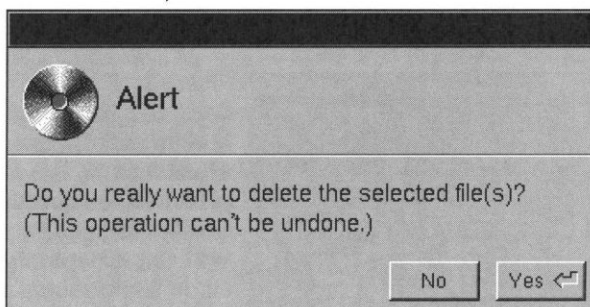 Alert
Do you really want to delete the selected file(s)?
(This operation can't be undone.)
No
Yes